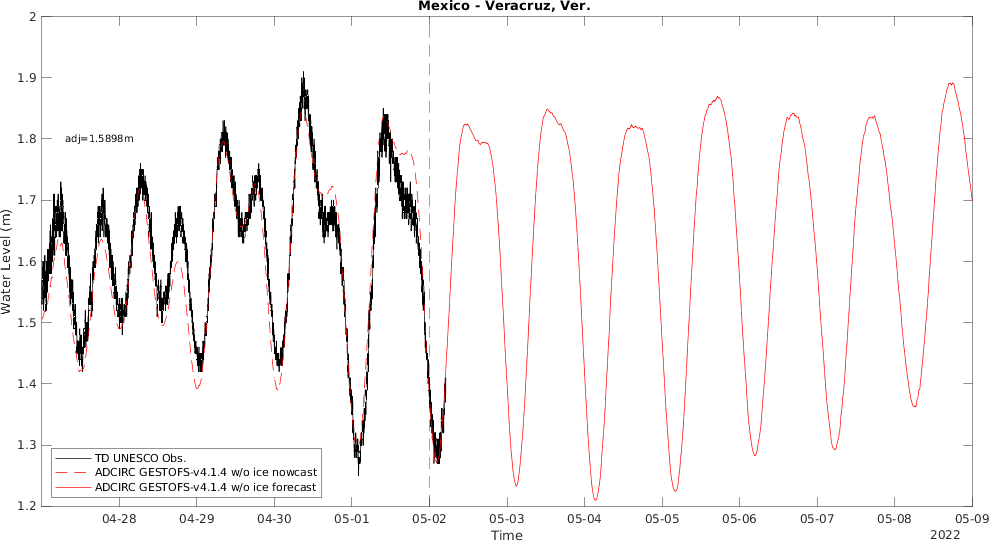 Mexico - Veracruz, Ver.
2
1.9
1.8
1.7
1.6
1.5
1.4
1.3
1.2
Water Level (m)
adj=1.5898m
TD UNESCO Obs.
ADCIRC GESTOFS-v4.1.4 w/o ice nowcast
ADCIRC GESTOFS-v4.1.4 w/o ice forecast
04-28 04-29 04-30 05-01 05-02 05-03 05-04 05-05 05-06 05-07 05-08 05-09
Time
2022